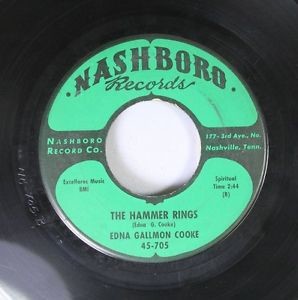 NASHBORO
Records
NASHBORO
RECORD CO.
177-3rd Ave., No.
Nashville, Tenn.
Excellorec Music
BMI
Spiritual
Time 2:44
(B)
THE HAMMER RINGS
(Edna G. Cooke)
EDNA GALLMON COOKE
45-705